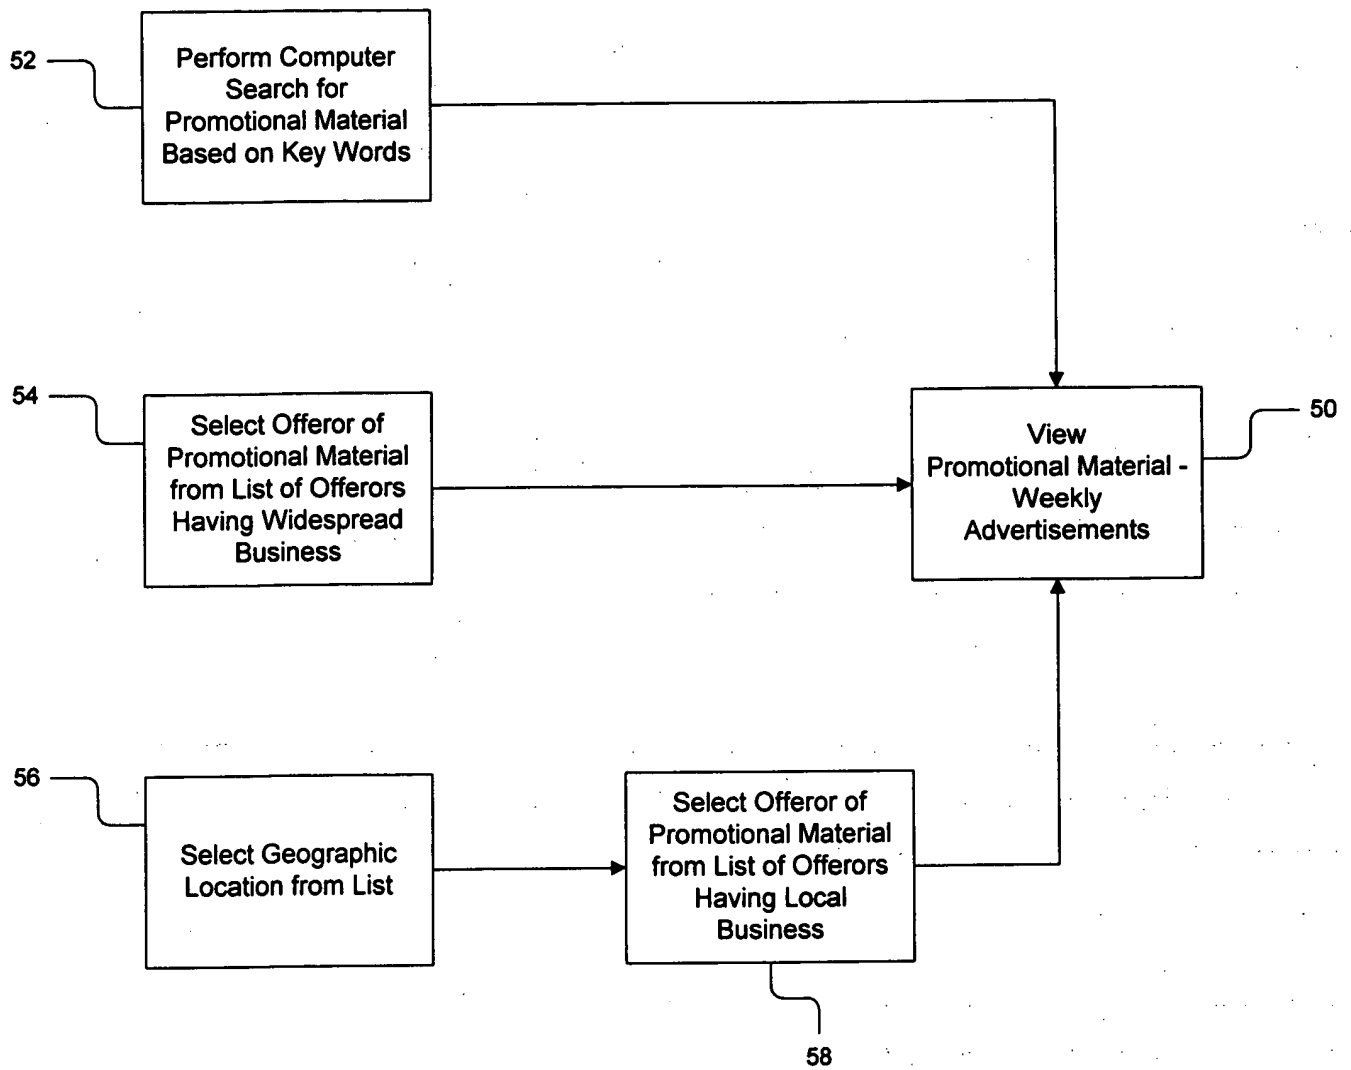 52
Perform Computer
Search for
Promotional Material
Based on Key Words
54
Select Offeror of
Promotional Material
from List of Offerors
Having Widespread
Business
View
Promotional Material -
Weekly
Advertisements
50
56
Select Geographic
Location from List
Select Offeror of
Promotional Material
from List of Offerors
Having Local
Business
58